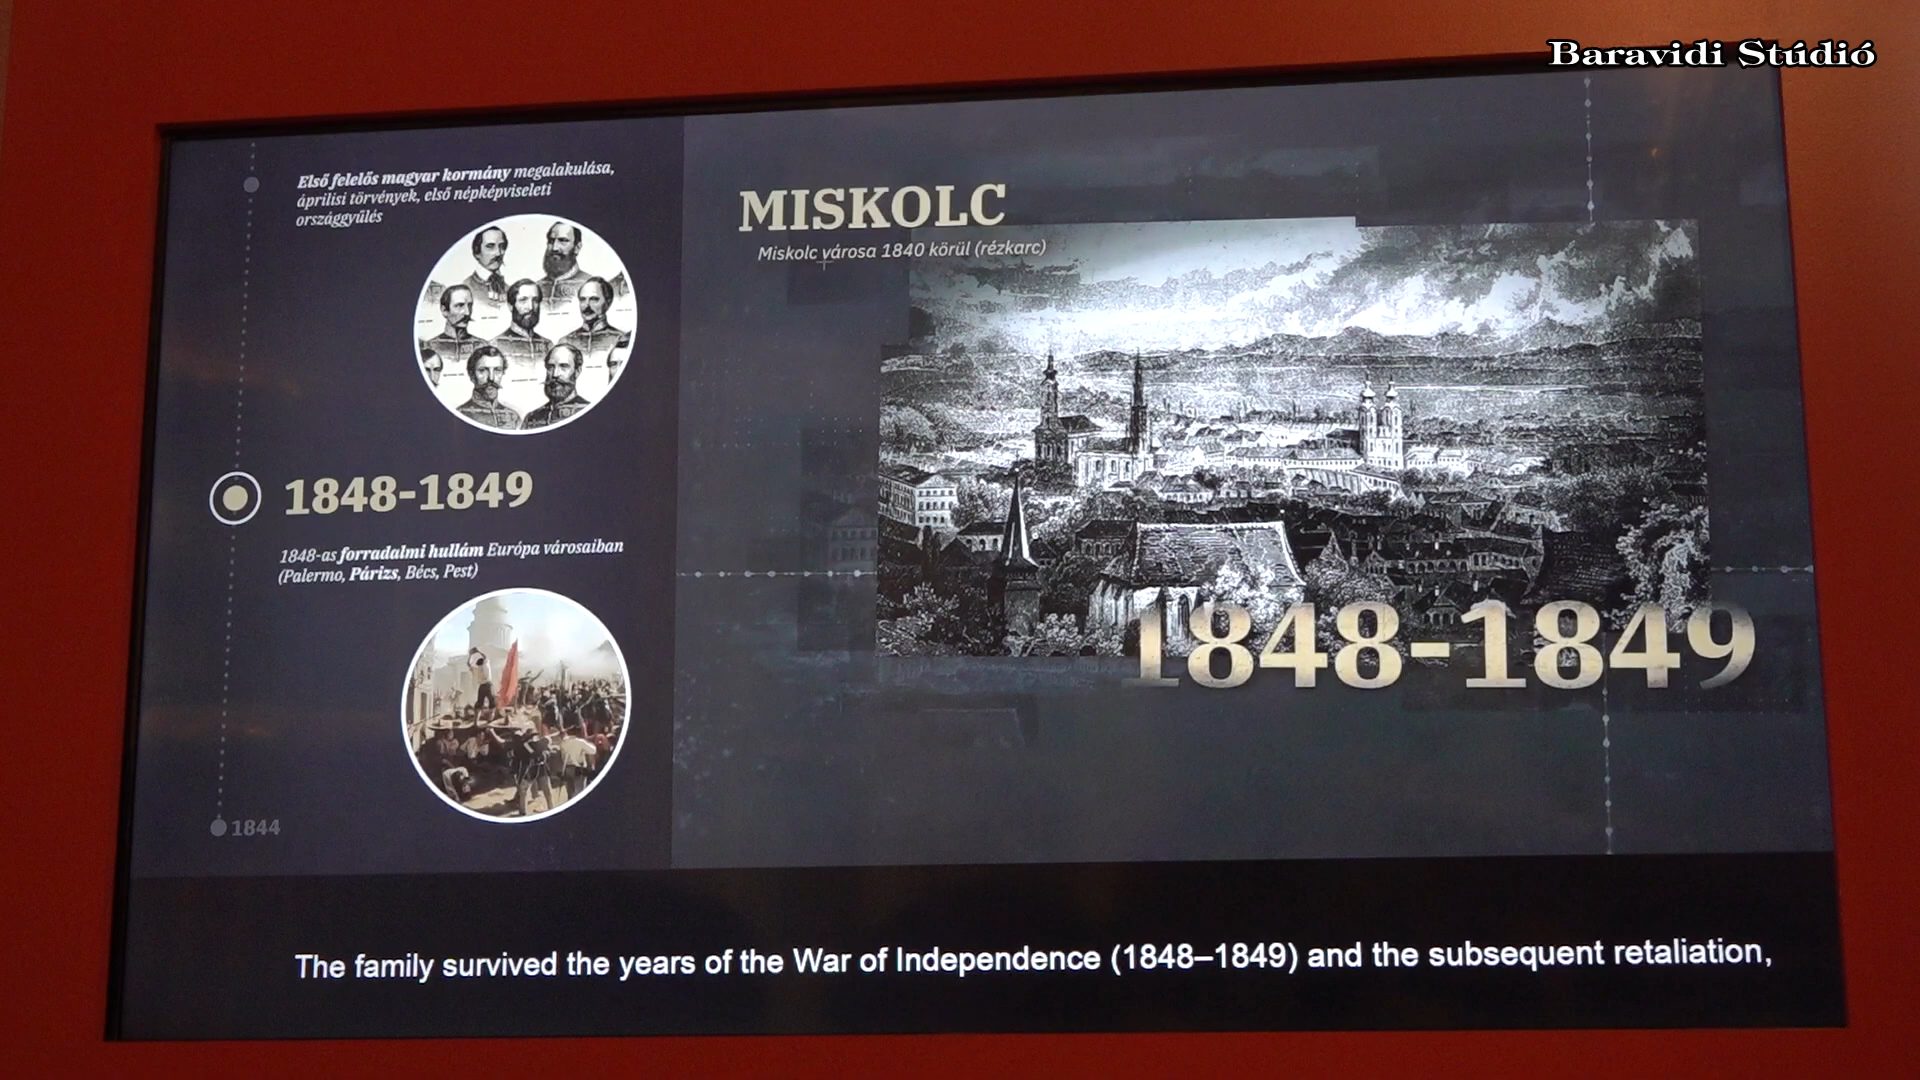 Baravidi Stúdió
Első felelős magyar kormány megalakulása,
áprilisi törvények, első népképviseleti
országgyűlés
1848-1849
1848-as forradalmi hullám Európa városaiban
(Palermo, Párizs, Bécs, Pest)
1844
MISKOLC
Miskolc városa 1840 körül (rézkarc)
1848-1849
The family survived the years of the War of Independence (1848–1849) and the subsequent retaliation,